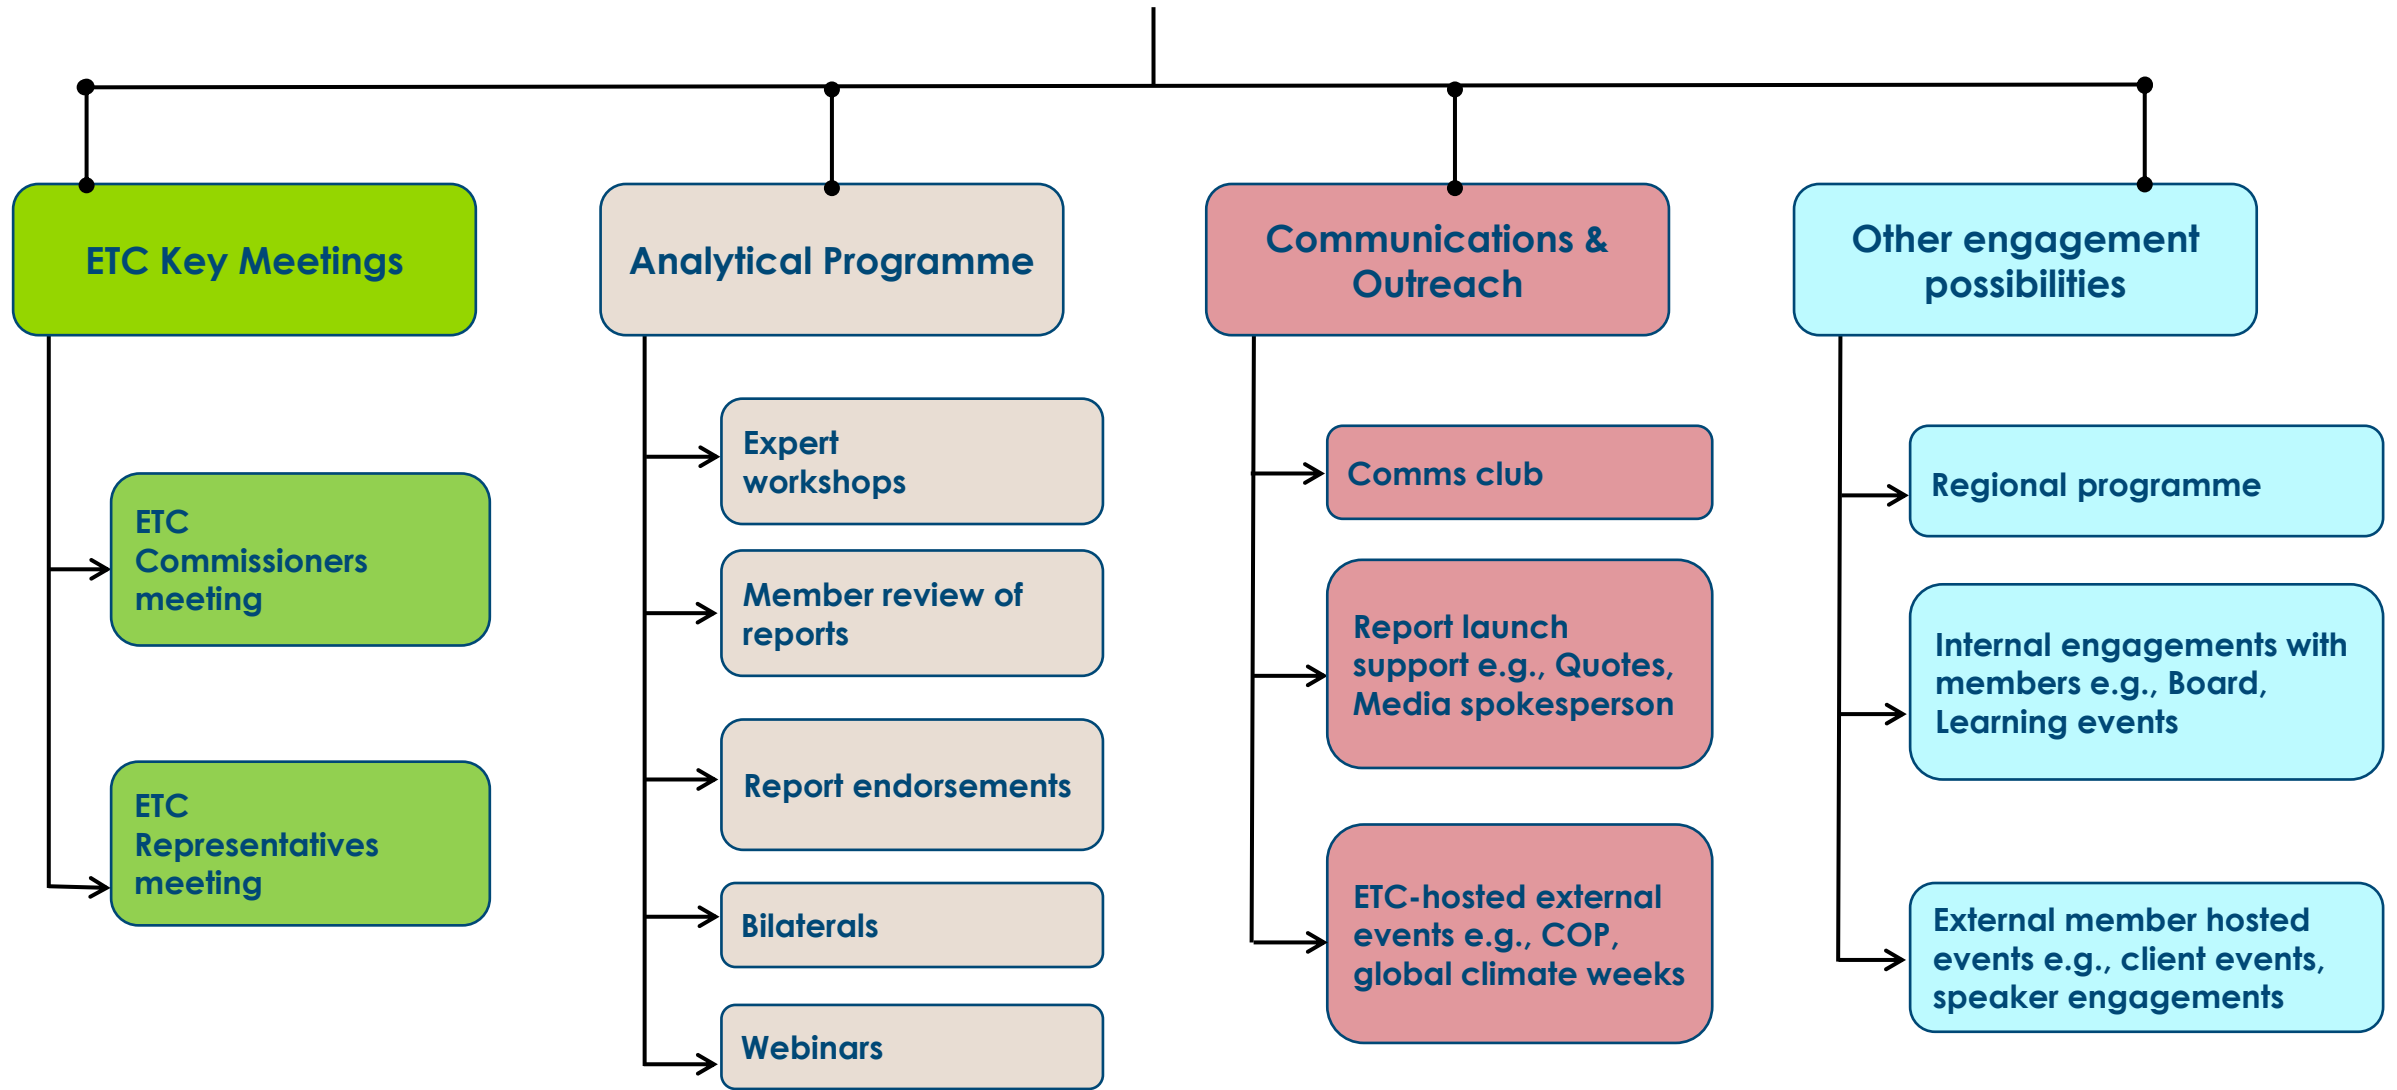 ETC Key Meetings
ETC
Commissioners
meeting
ETC
Representatives
meeting
Analytical Programme
Expert
workshops
Member review of
reports
Report endorsements
Bilaterals
Webinars
Communications &
Outreach
Comms club
Report launch
support e.g., Quotes,
Media spokesperson
ETC-hosted external
events e.g., COP,
global climate weeks
Other engagement
possibilities
Regional programme
Internal engagements with
members e.g., Board,
Learning events
External member hosted
events e.g., client events,
speaker engagements